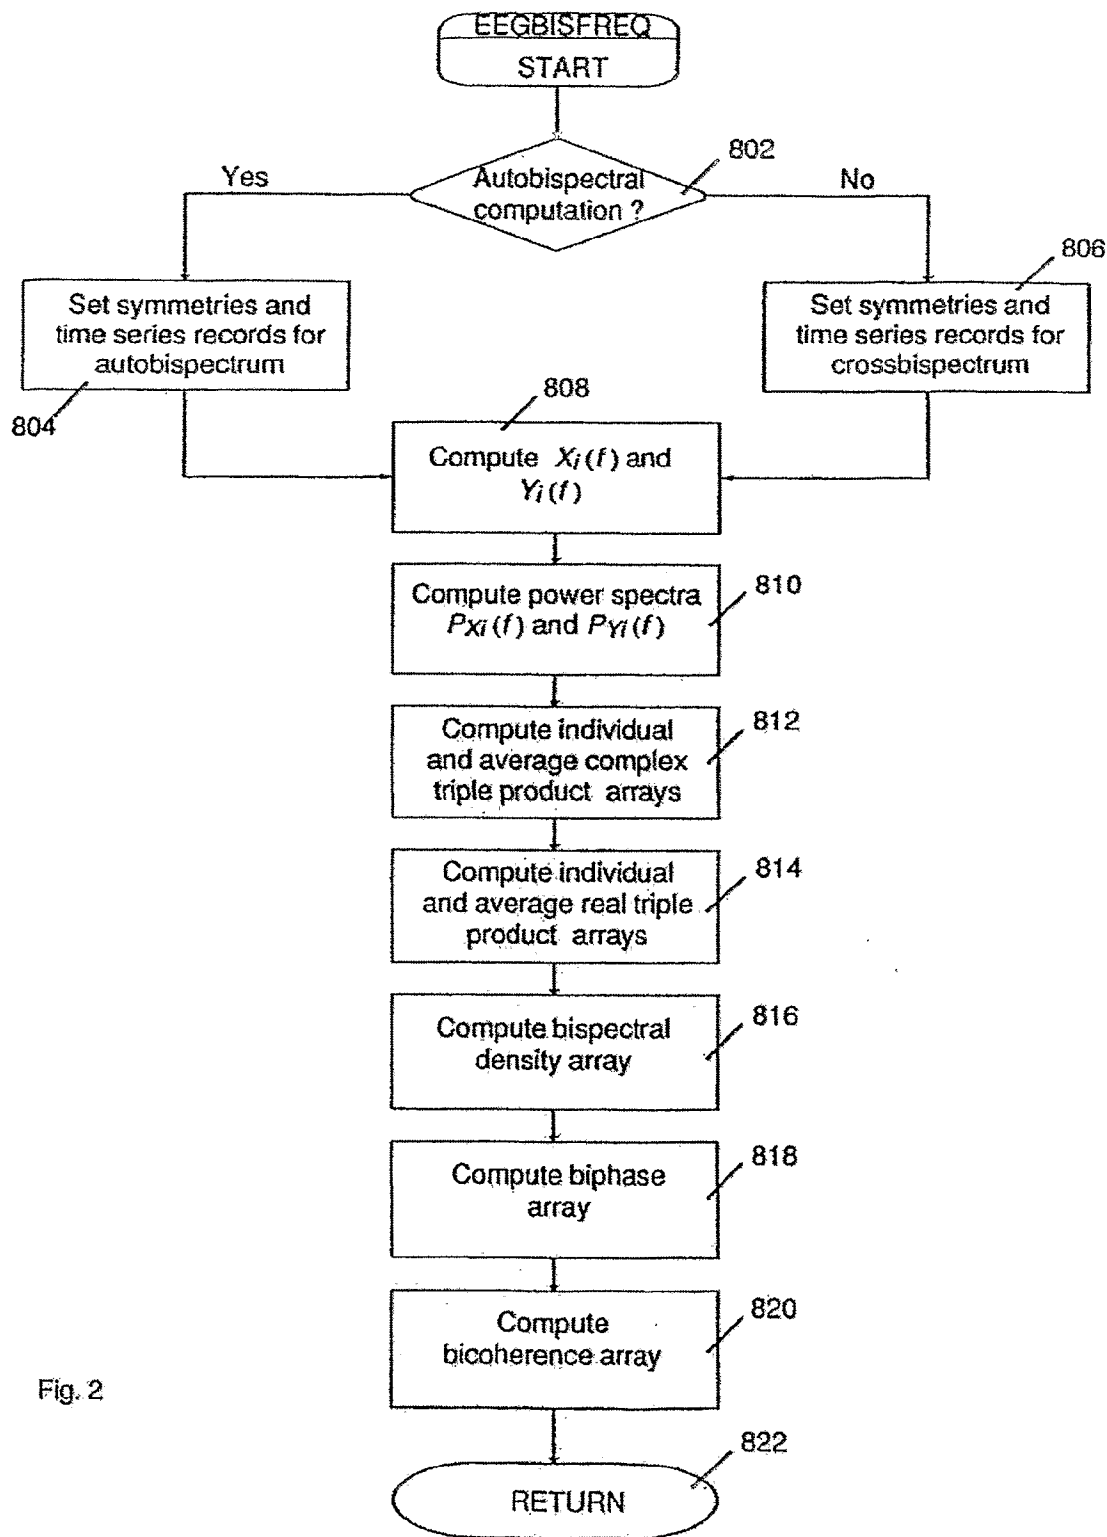 EEGBISFREQ
START
802
Autobispectral
computation ?
Yes
No
804
Set symmetries and
time series records for
autobispectrum
806
Set symmetries and
time series records for
crossbispectrum
808
Compute Xi(f) and
Yi(f)
810
Compute power spectra
PXi(f) and PYi(f)
812
Compute individual
and average complex
triple product arrays
814
Compute individual
and average real triple
product arrays
816
Compute bispectral
density array
818
Compute biphase
array
820
Compute
bicoherence array
822
RETURN
Fig. 2